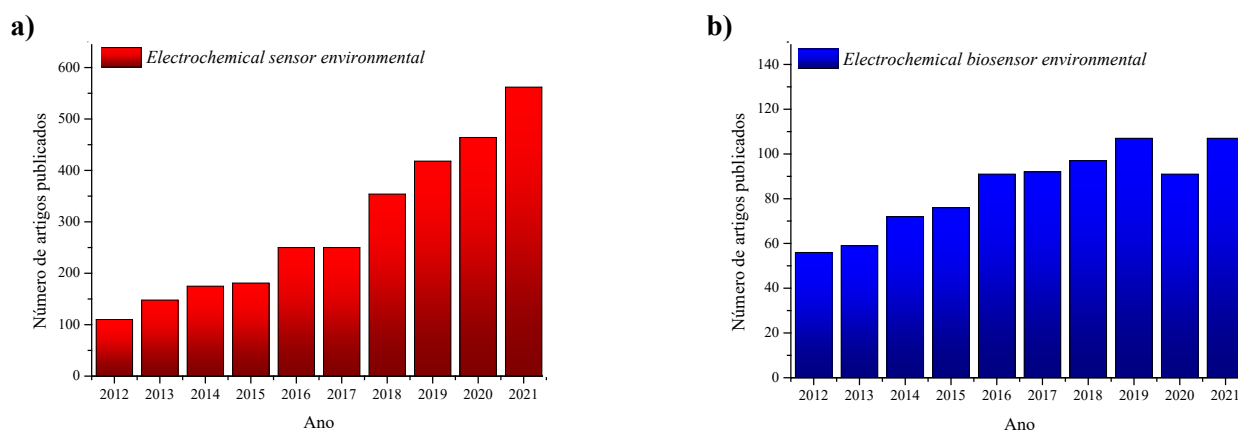 a)
Electrochemical sensor environmental
Número de artigos publicados
600
500
400
300
200
100
0
2012 2013 2014 2015 2016 2017 2018 2019 2020 2021
Ano
b)
Electrochemical biosensor environmental
Número de artigos publicados
140
120
100
80
60
40
20
0
2012 2013 2014 2015 2016 2017 2018 2019 2020 2021
Ano